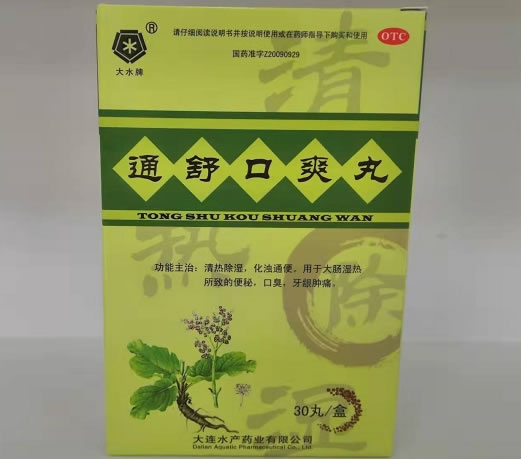 大水牌
®
请仔细阅读说明书并按说明使用或在药师指导下购买和使用
OTC
国药准字Z20090929
清
通舒口爽丸
TONG SHU KOU SHUANG WAN
热
功能主治：清热除湿，化浊通便。用于大肠湿热
所致的便秘，口臭，牙龈肿痛。
除
湿
30丸/盒
大连水产药业有限公司
Dalian Aquatic Pharmaceutical Co., Ltd.